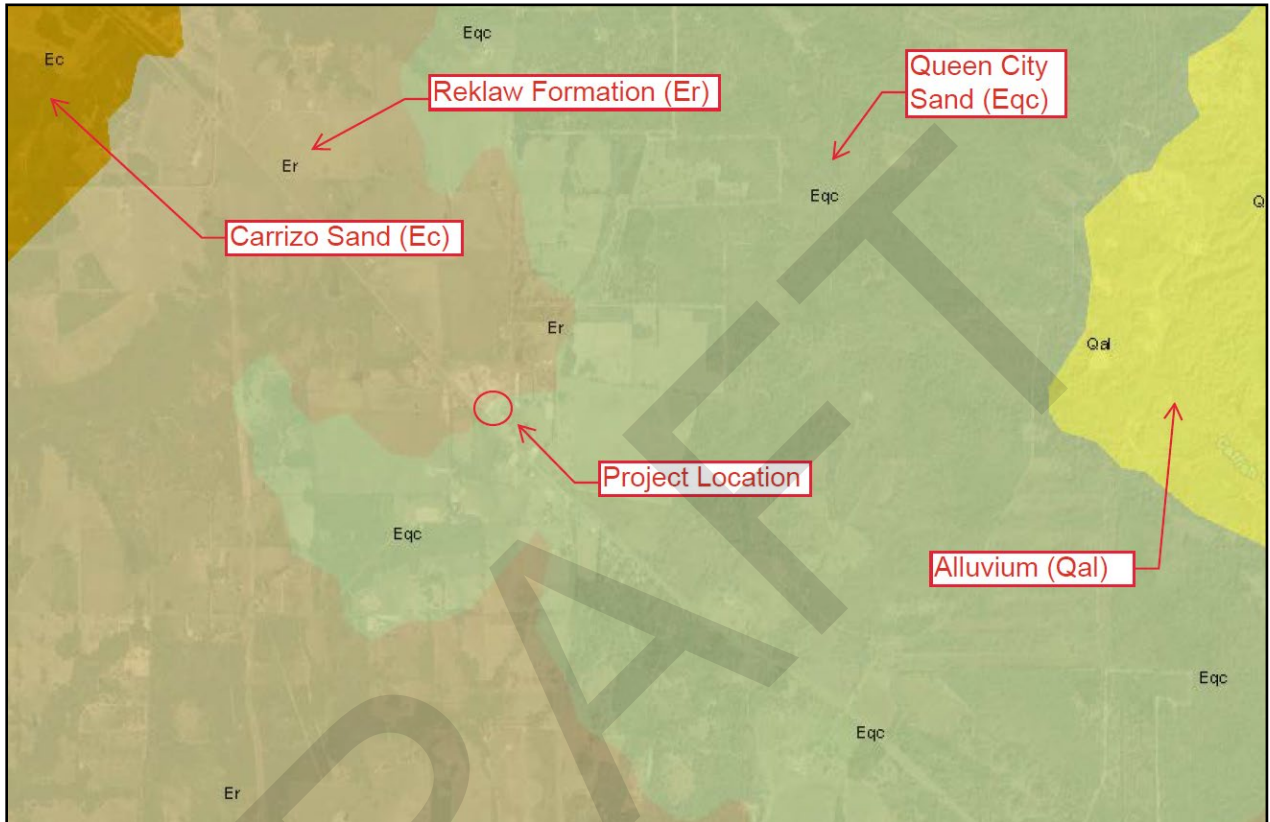 Eqc
Ec
Queen City
Sand (Eqc)
Reklaw Formation (Er)
Er
Eqc
Q
Carrizo Sand (Ec)
Er
Qal
Project Location
Eqc
Alluvium (Qal)
Eqc
Eqc
Er
DRAFT